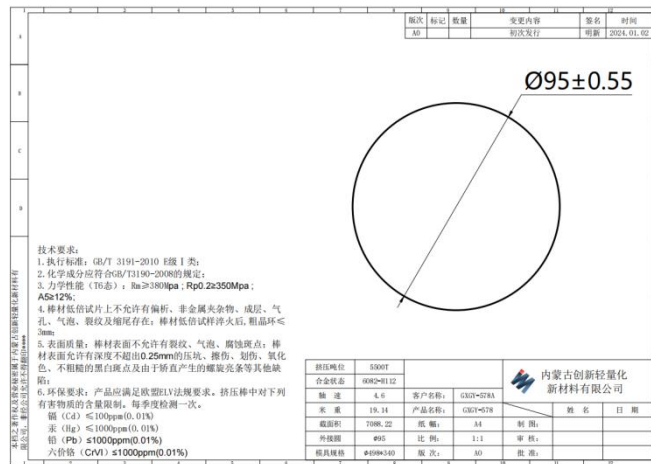 版次 标记 数量 变更内容 签名 时间
A0 初次发行 明新 2024.01.02
Ø95±0.55
技术要求:
1.执行标准: GB/T 3191-2010 E级Ⅰ类;
2.化学成分应符合GB/T3190-2008的规定;
3.力学性能 (T6态) : Rm≥380Mpa ; Rp0.2≥350Mpa ;
A5≥12%;
4.棒材低倍试片上不允许有偏析、非金属夹杂物、成层、气
孔、气泡、裂纹及缩尾存在; 棒材低倍试样淬火后, 粗晶环≤
3mm;
5.表面质量: 棒材表面不允许有裂纹、气泡、腐蚀斑点; 棒
材表面允许有深度不超出0.25mm的压坑、擦伤、划伤、氧化
色、不粗糙的黑白斑点及由于矫直产生的螺旋亮条等其他缺
陷;
6.环保要求: 产品应满足欧盟ELV法规要求。挤压棒中对下列
有害物质的含量限制。每季度检测一次。
镉 (Cd) ≤100ppm(0.01%)
汞 (Hg) ≤1000ppm(0.01%)
铅 (Pb) ≤1000ppm(0.01%)
六价铬 (CrVI) ≤1000ppm(0.01%)
挤压吨位 5500T
合金状态 6082-H112
轴 速 4.6 客户名称: GXGY-578A
米 重 19.14 产品名称: GXGY-578
截面积 7088.22 纸 幅: A4
外接圆 Φ95 比 例: 1:1
模具规格 Φ498*340 版 次: A0
内蒙古创新轻量化
新材料有限公司
姓 名 日 期
制 图:
审 核:
批 准: